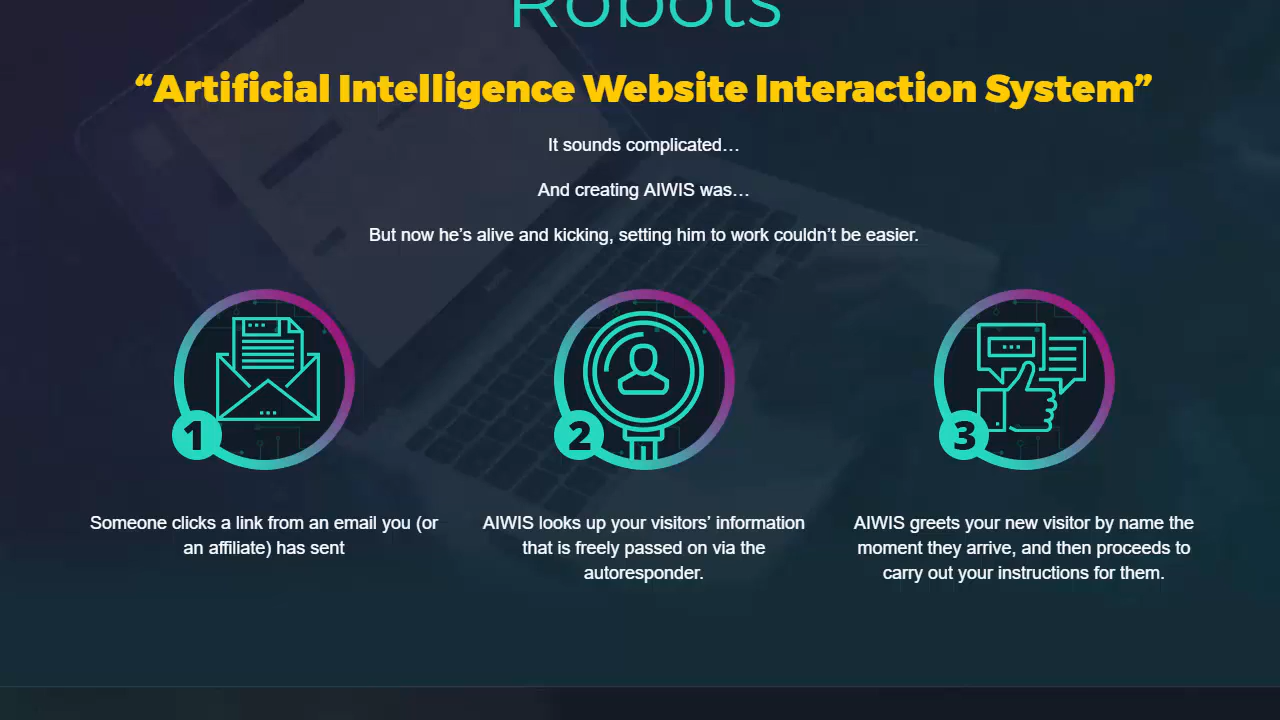 Robots
“Artificial Intelligence Website Interaction System”
It sounds complicated…
And creating AIWIS was…
But now he’s alive and kicking, setting him to work couldn’t be easier.
1
2
3
Someone clicks a link from an email you (or
an affiliate) has sent
AIWIS looks up your visitors’ information
that is freely passed on via the
autoresponder.
AIWIS greets your new visitor by name the
moment they arrive, and then proceeds to
carry out your instructions for them.